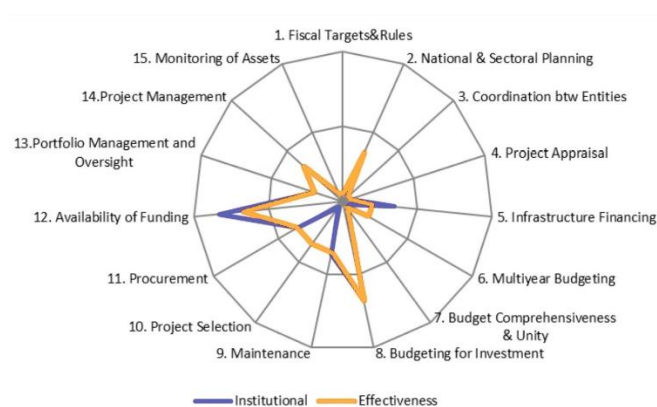 1. Fiscal Targets&Rules
2. National & Sectoral Planning
3. Coordination btw Entities
4. Project Appraisal
5. Infrastructure Financing
6. Multiyear Budgeting
7. Budget Comprehensiveness
& Unity
8. Budgeting for Investment
9. Maintenance
10. Project Selection
11. Procurement
12. Availability of Funding
13.Portfolio Management and
Oversight
14.Project Management
15. Monitoring of Assets
Institutional
Effectiveness